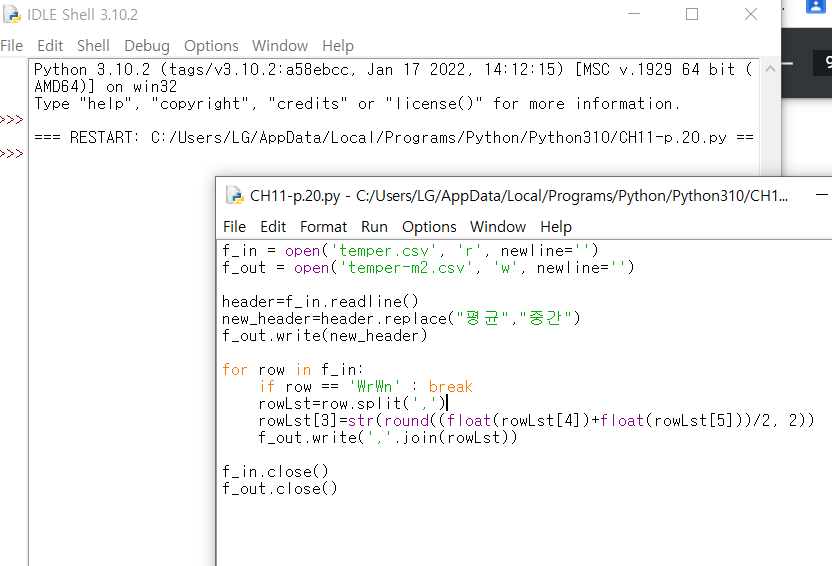 IDLE Shell 3.10.2
File Edit Shell Debug Options Window Help
Python 3.10.2 (tags/v3.10.2:a58ebcc, Jan 17 2022, 14:12:15) [MSC v.1929 64 bit (
AMD64)] on win32
Type "help", "copyright", "credits" or "license()" for more information.
>>>
=== RESTART: C:/Users/LG/AppData/Local/Programs/Python/Python310/CH11-p.20.py ==
>>>
CH11-p.20.py - C:/Users/LG/AppData/Local/Programs/Python/Python310/CH1...
File Edit Format Run Options Window Help
f_in = open('temper.csv', 'r', newline='')
f_out = open('temper-m2.csv', 'w', newline='')
header=f_in.readline()
new_header=header.replace("평균","중간")
f_out.write(new_header)
for row in f_in:
if row == '₩r₩n' : break
rowLst=row.split(',')
rowLst[3]=str(round((float(rowLst[4])+float(rowLst[5]))/2, 2))
f_out.write(','.join(rowLst))
f_in.close()
f_out.close()